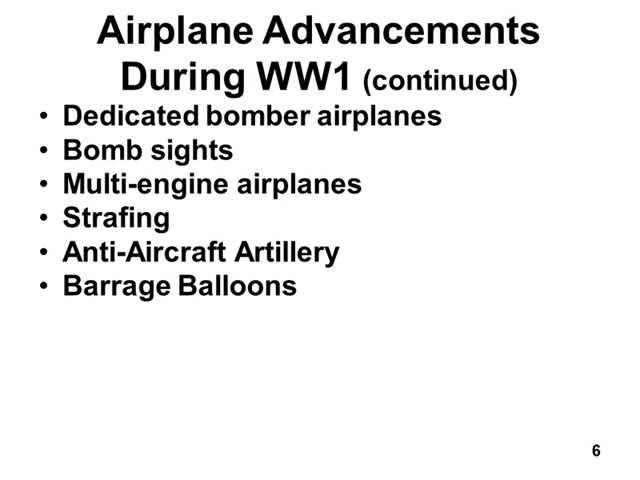 Airplane Advancements
During WW1 (continued)
• Dedicated bomber airplanes
• Bomb sights
• Multi-engine airplanes
• Strafing
• Anti-Aircraft Artillery
• Barrage Balloons
6